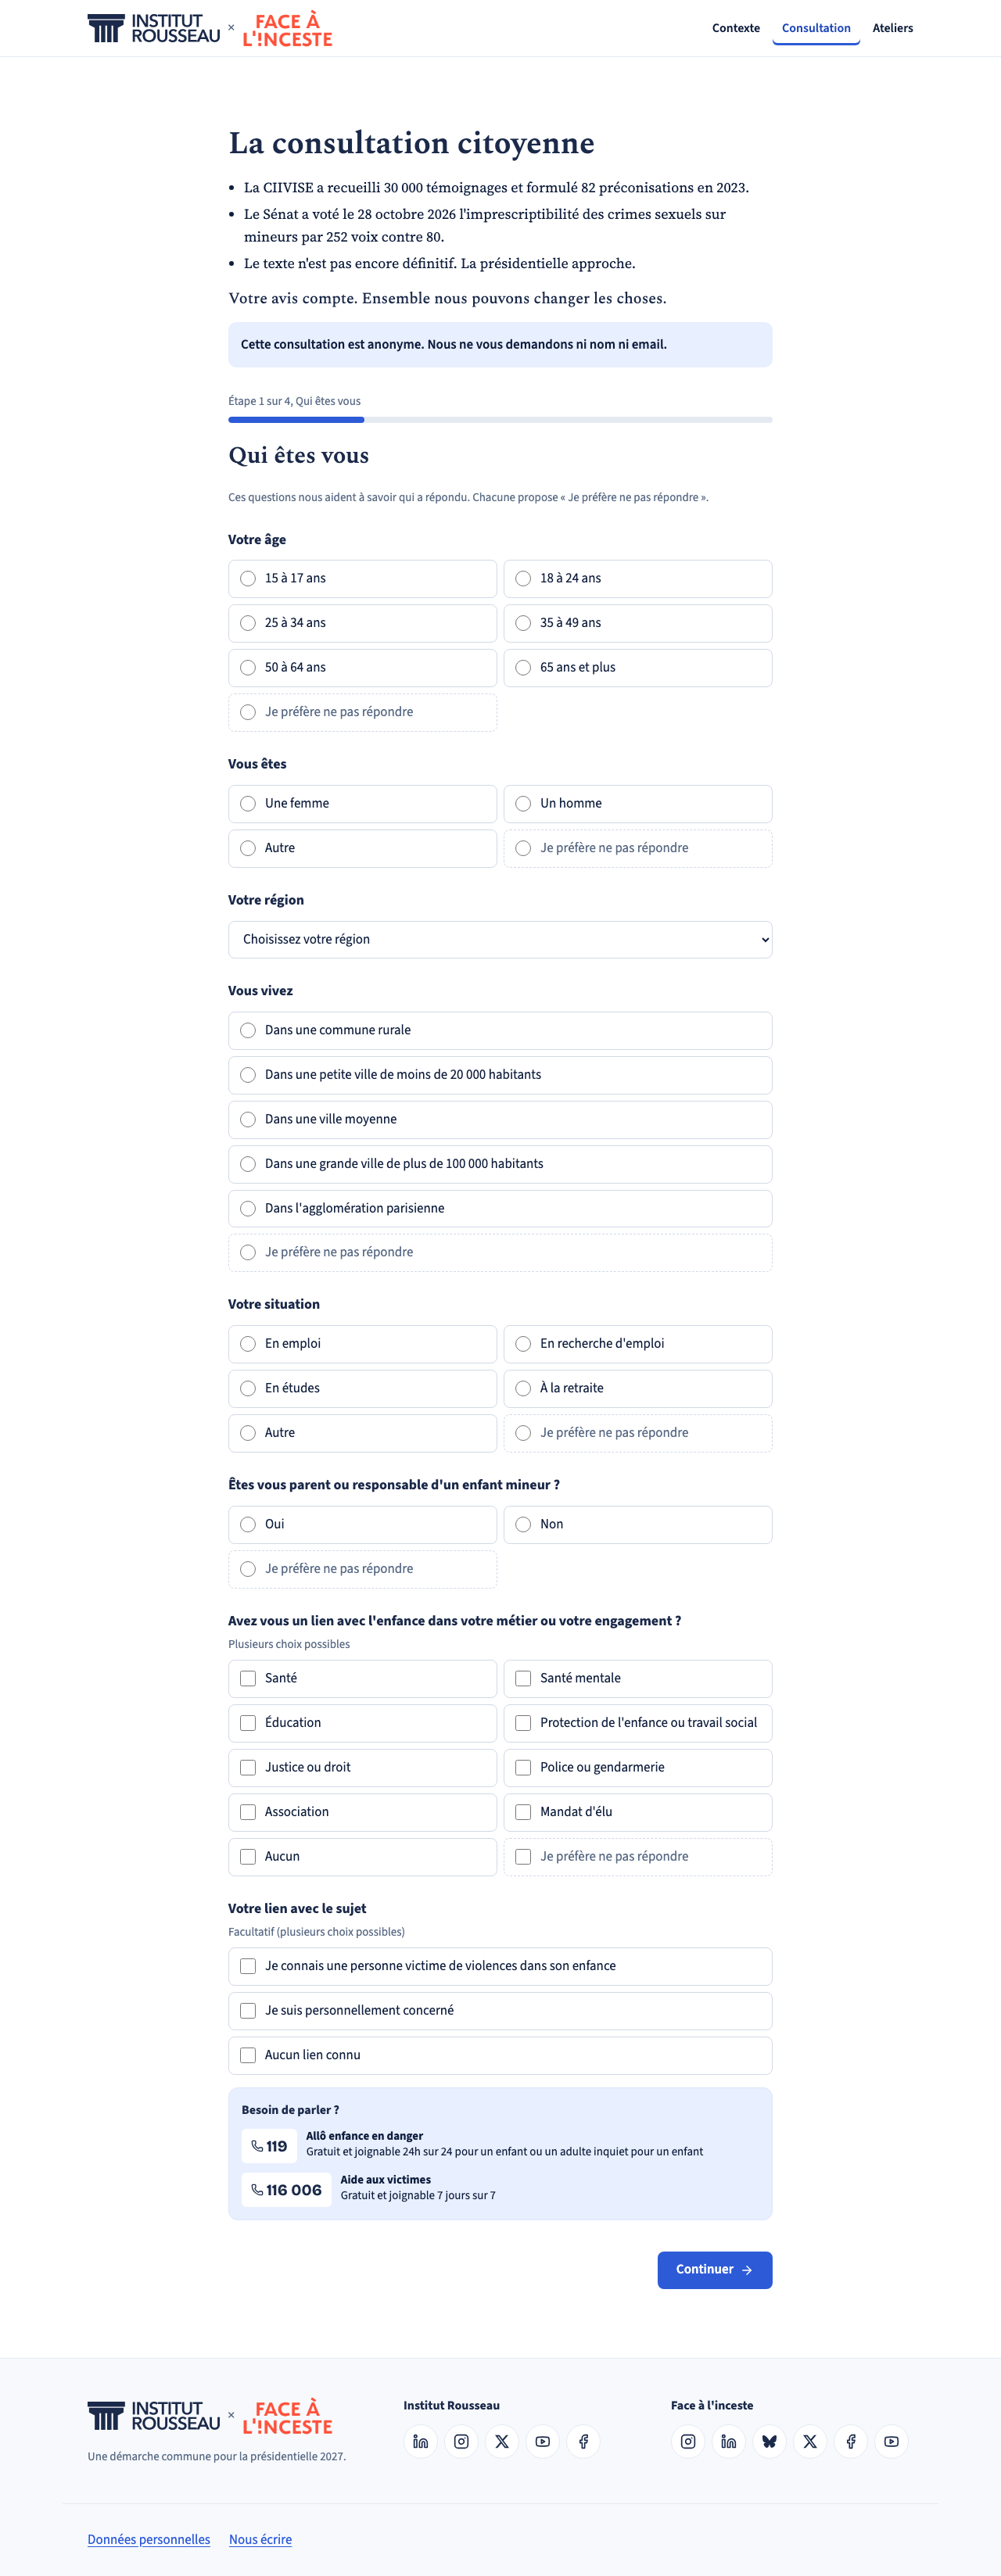 INSTITUT
ROUSSEAU
×
FACE À
L'INCESTE
Contexte
Consultation
Ateliers
La consultation citoyenne
• La CIIVISE a recueilli 30 000 témoignages et formulé 82 préconisations en 2023.
• Le Sénat a voté le 28 octobre 2026 l'imprescriptibilité des crimes sexuels sur
mineurs par 252 voix contre 80.
• Le texte n'est pas encore définitif. La présidentielle approche.
Votre avis compte. Ensemble nous pouvons changer les choses.
Cette consultation est anonyme. Nous ne vous demandons ni nom ni email.
Étape 1 sur 4, Qui êtes vous
Qui êtes vous
Ces questions nous aident à savoir qui a répondu. Chacune propose « Je préfère ne pas répondre ».
Votre âge
15 à 17 ans
18 à 24 ans
25 à 34 ans
35 à 49 ans
50 à 64 ans
65 ans et plus
Je préfère ne pas répondre
Vous êtes
Une femme
Un homme
Autre
Je préfère ne pas répondre
Votre région
Choisissez votre région
Vous vivez
Dans une commune rurale
Dans une petite ville de moins de 20 000 habitants
Dans une ville moyenne
Dans une grande ville de plus de 100 000 habitants
Dans l'agglomération parisienne
Je préfère ne pas répondre
Votre situation
En emploi
En recherche d'emploi
En études
À la retraite
Autre
Je préfère ne pas répondre
Êtes vous parent ou responsable d'un enfant mineur ?
Oui
Non
Je préfère ne pas répondre
Avez vous un lien avec l'enfance dans votre métier ou votre engagement ?
Plusieurs choix possibles
Santé
Santé mentale
Éducation
Protection de l'enfance ou travail social
Justice ou droit
Police ou gendarmerie
Association
Mandat d'élu
Aucun
Je préfère ne pas répondre
Votre lien avec le sujet
Facultatif (plusieurs choix possibles)
Je connais une personne victime de violences dans son enfance
Je suis personnellement concerné
Aucun lien connu
Besoin de parler ?
119
Allô enfance en danger
Gratuit et joignable 24h sur 24 pour un enfant ou un adulte inquiet pour un enfant
116 006
Aide aux victimes
Gratuit et joignable 7 jours sur 7
Continuer →
INSTITUT
ROUSSEAU
×
FACE À
L'INCESTE
Une démarche commune pour la présidentielle 2027.
Institut Rousseau
Face à l'inceste
Données personnelles
Nous écrire